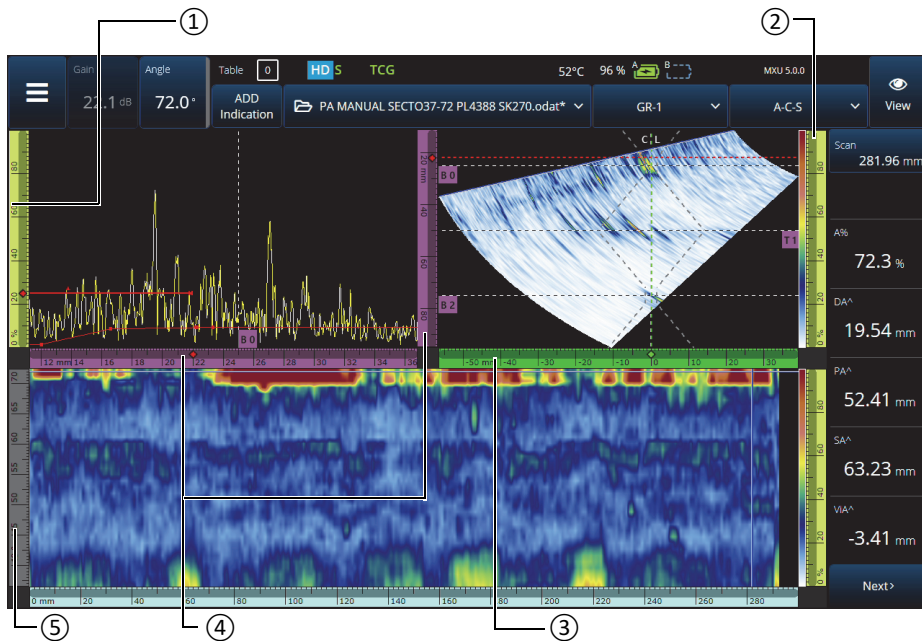 ① ②
Gain
22.1 dB
Angle
72.0°
Table 0
HD S TCG
52°C 96 % A B
MXU 5.0.0
ADD
Indication
PA MANUAL SECTO37-72 PL4388 SK270.odat*
GR-1
A-C-S
View
80
60
40
20
0 %
B 0
12 mm 14 16 18 20 22 24 26 28 30 32 34 36
20 mm
40
60
80
C L
B 0
T 1
B 2
-50 mm -40 -30 -20 -10 0 10 20 30
80
60
40
20
0 %
Scan
281.96 mm
A%
72.3 %
DA^
19.54 mm
PA^
52.41 mm
SA^
63.23 mm
VIA^
-3.41 mm
Next>
70
65
60
55
50
80
60
40
20
0 %
0 mm 20 40 60 80 100 120 140 160 180 200 220 240 260 280
⑤ ④ ③